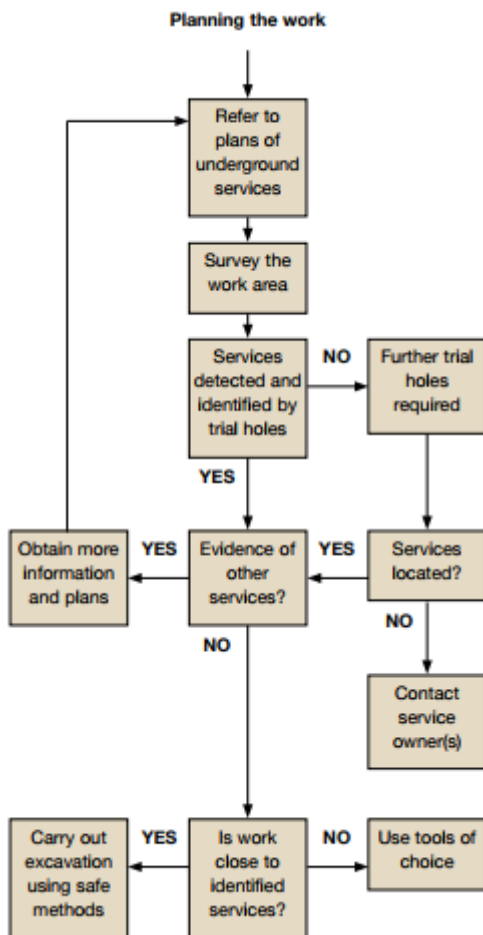 Planning the work
Refer to
plans of
underground
services
Survey the
work area
Services
detected and
identified by
trial holes
NO
Further trial
holes
required
YES
Obtain more
information
and plans
YES
Evidence of
other
services?
YES
Services
located?
NO
NO
Contact
service
owner(s)
Carry out
excavation
using safe
methods
YES
Is work
close to
identified
services?
NO
Use tools of
choice